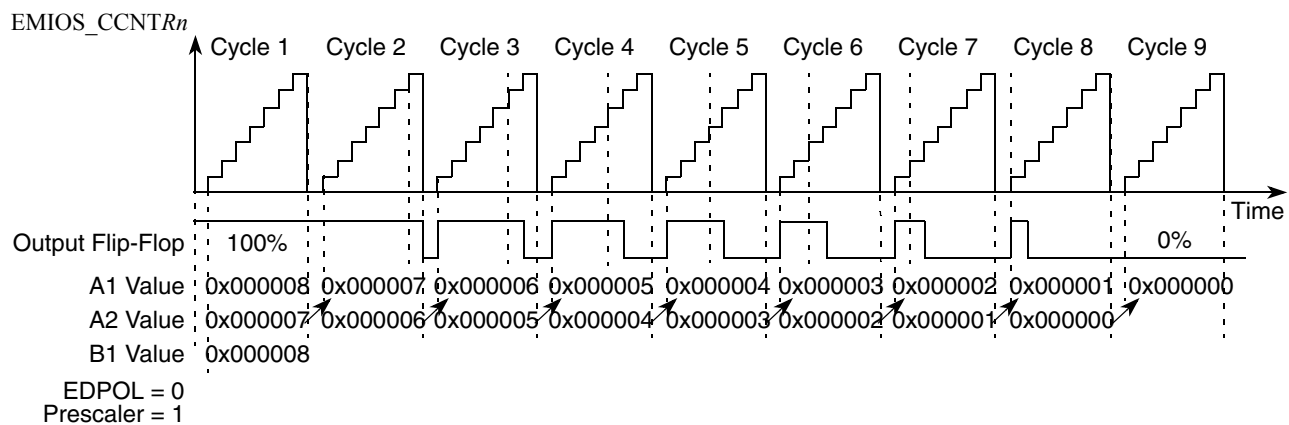 EMIOS_CCNTRn
Cycle 1 Cycle 2 Cycle 3 Cycle 4 Cycle 5 Cycle 6 Cycle 7 Cycle 8 Cycle 9
Time
Output Flip-Flop 100% 0%
A1 Value 0x000008 0x000007 0x000006 0x000005 0x000004 0x000003 0x000002 0x000001 0x000000
A2 Value 0x000007 0x000006 0x000005 0x000004 0x000003 0x000002 0x000001 0x000000
B1 Value 0x000008
EDPOL = 0
Prescaler = 1